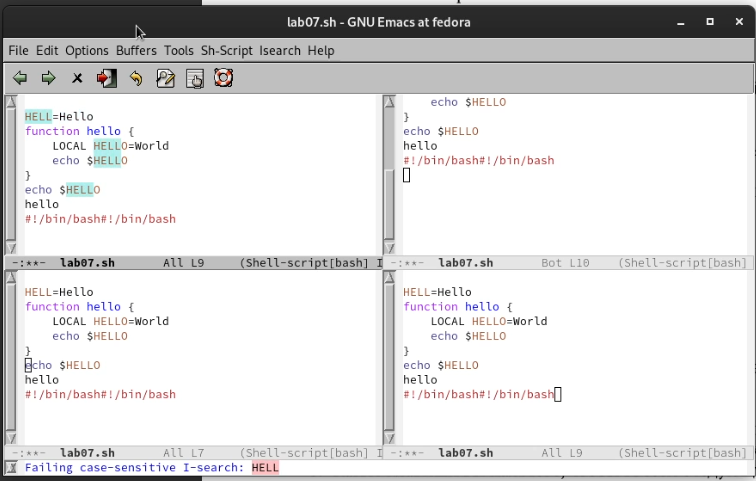 lab07.sh - GNU Emacs at fedora
File Edit Options Buffers Tools Sh-Script Isearch Help
HELL=Hello
function hello {
    LOCAL HELLO=World
    echo $HELLO
}
echo $HELLO
hello
#!/bin/bash#!/bin/bash
-:**- lab07.sh All L9 (Shell-script[bash] I
    echo $HELLO
}
echo $HELLO
hello
#!/bin/bash#!/bin/bash
-:**- lab07.sh Bot L10 (Shell-script[bash]
HELL=Hello
function hello {
    LOCAL HELLO=World
    echo $HELLO
}
echo $HELLO
hello
#!/bin/bash#!/bin/bash
-:**- lab07.sh All L7 (Shell-script[bash] I
HELL=Hello
function hello {
    LOCAL HELLO=World
    echo $HELLO
}
echo $HELLO
hello
#!/bin/bash#!/bin/bash
-:**- lab07.sh All L9 (Shell-script[bash]
Failing case-sensitive I-search: HELL